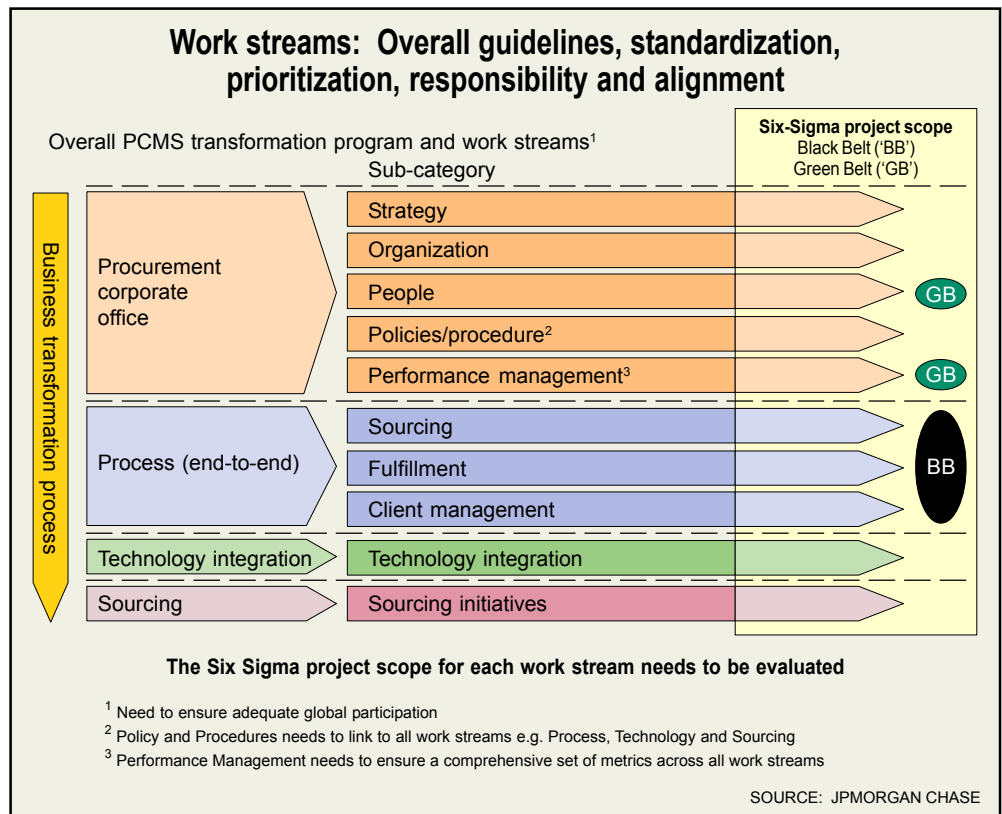 Work streams: Overall guidelines, standardization,
prioritization, responsibility and alignment
Overall PCMS transformation program and work streams¹
Sub-category
Six-Sigma project scope
Black Belt (‘BB’)
Green Belt (‘GB’)
Business transformation process
Procurement
corporate
office
Strategy
Organization
People
GB
Policies/procedure²
Performance management³
GB
Process (end-to-end)
Sourcing
Fulfillment
Client management
BB
Technology integration
Technology integration
Sourcing
Sourcing initiatives
The Six Sigma project scope for each work stream needs to be evaluated
¹ Need to ensure adequate global participation
² Policy and Procedures needs to link to all work streams e.g. Process, Technology and Sourcing
³ Performance Management needs to ensure a comprehensive set of metrics across all work streams
SOURCE: JPMORGAN CHASE